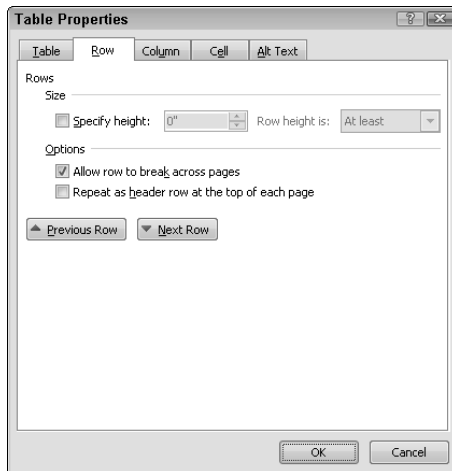 Table Properties
Table Row Column Cell Alt Text
Rows
Size
Specify height: 0" Row height is: At least
Options
Allow row to break across pages
Repeat as header row at the top of each page
Previous Row Next Row
OK Cancel